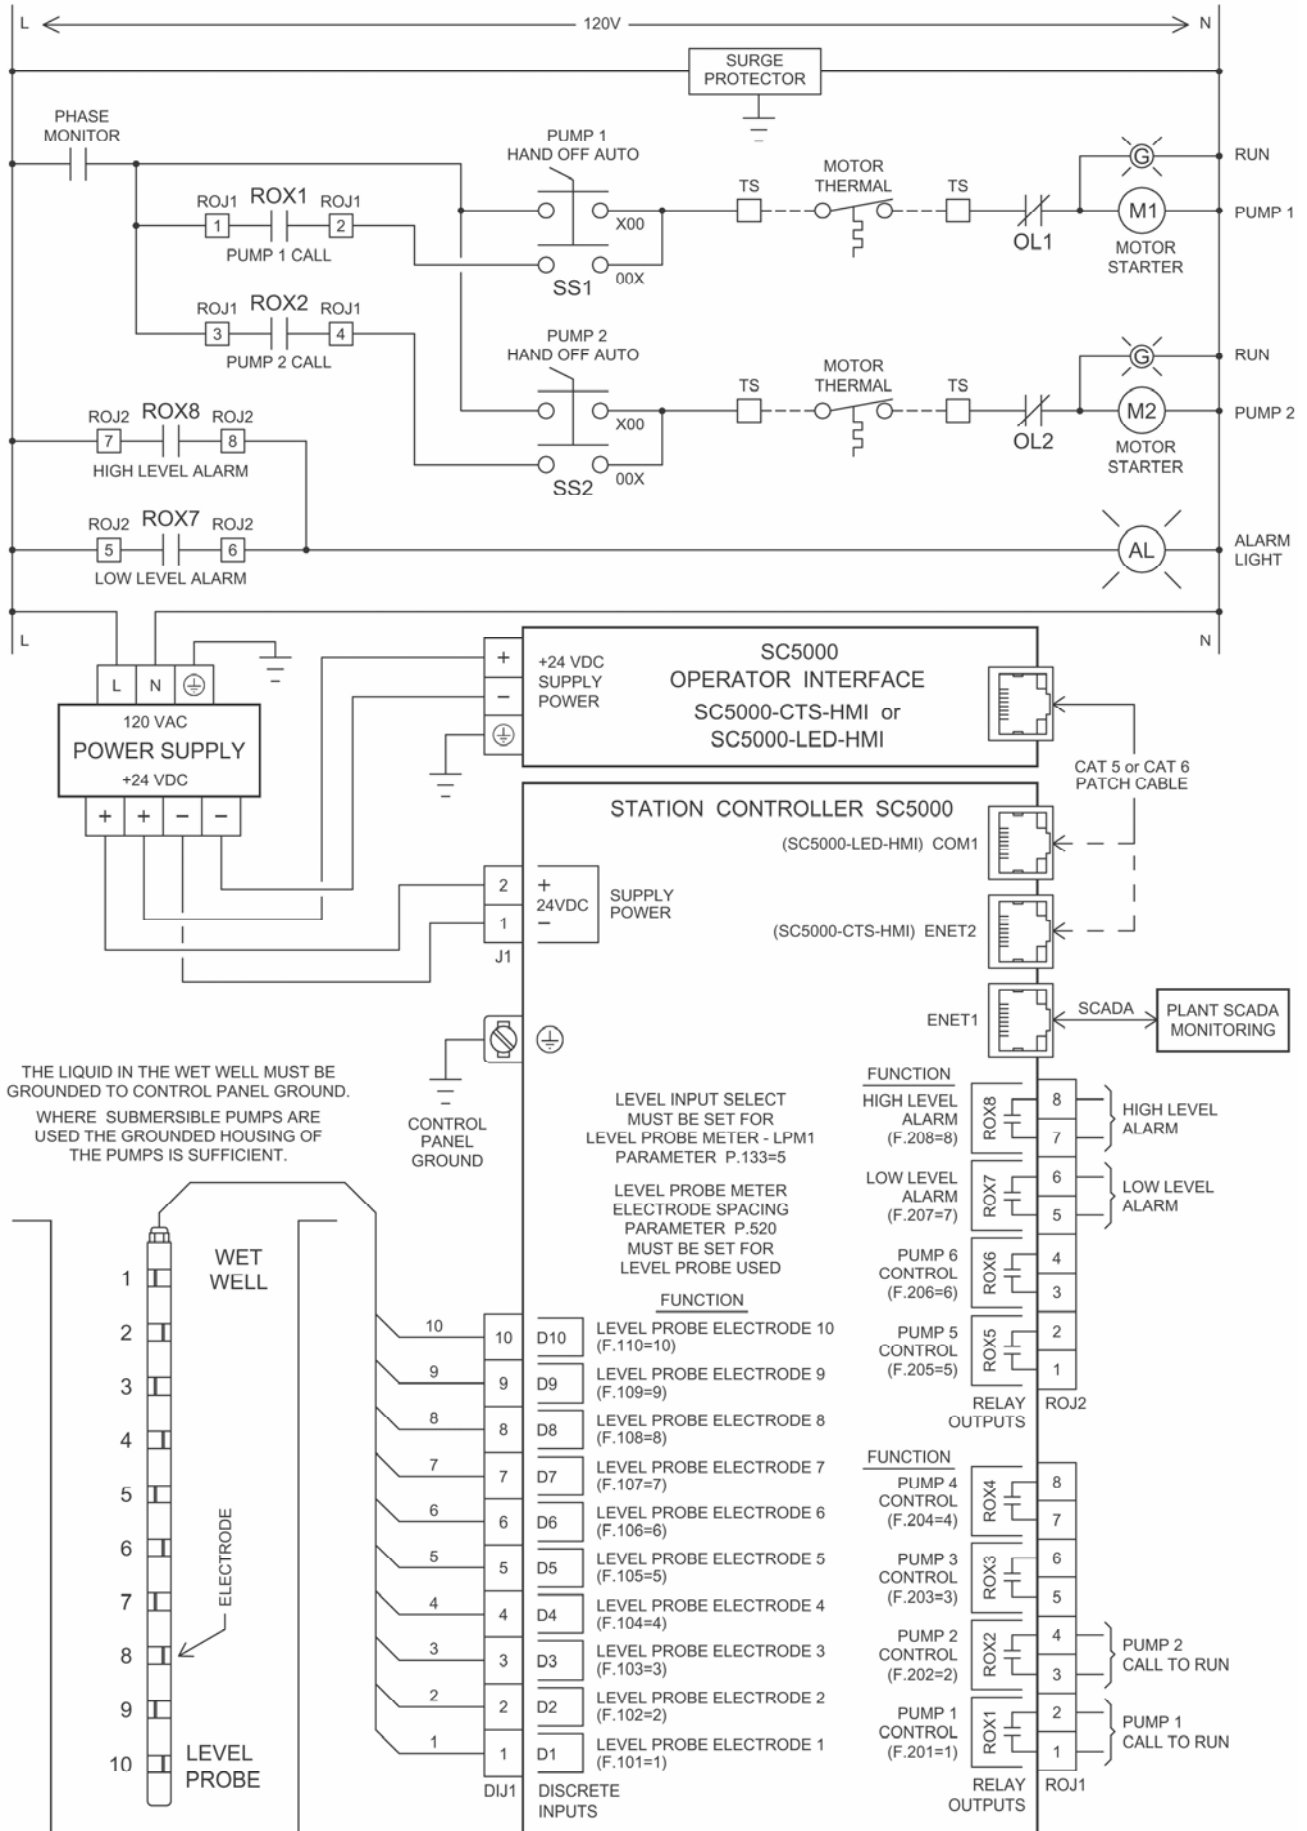 L
120V
N
SURGE
PROTECTOR
PHASE
MONITOR
PUMP 1
HAND OFF AUTO
MOTOR
THERMAL
TS
TS
G
RUN
ROJ1
ROX1
ROJ1
1
2
PUMP 1 CALL
X00
00X
SS1
OL1
M1
PUMP 1
MOTOR
STARTER
ROJ1
ROX2
ROJ1
3
4
PUMP 2 CALL
PUMP 2
HAND OFF AUTO
MOTOR
THERMAL
TS
TS
G
RUN
X00
00X
SS2
OL2
M2
PUMP 2
MOTOR
STARTER
ROJ2
ROX8
ROJ2
7
8
HIGH LEVEL ALARM
ROJ2
ROX7
ROJ2
5
6
LOW LEVEL ALARM
AL
ALARM
LIGHT
L
N
L
N
120 VAC
POWER SUPPLY
+24 VDC
+
+
−
−
+
−
+24 VDC
SUPPLY
POWER
SC5000
OPERATOR INTERFACE
SC5000-CTS-HMI or
SC5000-LED-HMI
CAT 5 or CAT 6
PATCH CABLE
STATION CONTROLLER SC5000
(SC5000-LED-HMI) COM1
2
1
+
24VDC
−
J1
SUPPLY
POWER
(SC5000-CTS-HMI) ENET2
ENET1
SCADA
PLANT SCADA
MONITORING
CONTROL
PANEL
GROUND
THE LIQUID IN THE WET WELL MUST BE
GROUNDED TO CONTROL PANEL GROUND.
WHERE SUBMERSIBLE PUMPS ARE
USED THE GROUNDED HOUSING OF
THE PUMPS IS SUFFICIENT.
LEVEL INPUT SELECT
MUST BE SET FOR
LEVEL PROBE METER - LPM1
PARAMETER P.133=5
LEVEL PROBE METER
ELECTRODE SPACING
PARAMETER P.520
MUST BE SET FOR
LEVEL PROBE USED
WET
WELL
1
2
3
4
5
6
7
8
9
10
ELECTRODE
LEVEL
PROBE
FUNCTION
10
10
D10
LEVEL PROBE ELECTRODE 10
(F.110=10)
9
9
D9
LEVEL PROBE ELECTRODE 9
(F.109=9)
8
8
D8
LEVEL PROBE ELECTRODE 8
(F.108=8)
7
7
D7
LEVEL PROBE ELECTRODE 7
(F.107=7)
6
6
D6
LEVEL PROBE ELECTRODE 6
(F.106=6)
5
5
D5
LEVEL PROBE ELECTRODE 5
(F.105=5)
4
4
D4
LEVEL PROBE ELECTRODE 4
(F.104=4)
3
3
D3
LEVEL PROBE ELECTRODE 3
(F.103=3)
2
2
D2
LEVEL PROBE ELECTRODE 2
(F.102=2)
1
1
D1
LEVEL PROBE ELECTRODE 1
(F.101=1)
DIJ1
DISCRETE
INPUTS
FUNCTION
HIGH LEVEL
ALARM
(F.208=8)
ROX8
8
7
HIGH LEVEL
ALARM
LOW LEVEL
ALARM
(F.207=7)
ROX7
6
5
LOW LEVEL
ALARM
PUMP 6
CONTROL
(F.206=6)
ROX6
4
3
PUMP 5
CONTROL
(F.205=5)
ROX5
2
1
RELAY
OUTPUTS
ROJ2
FUNCTION
PUMP 4
CONTROL
(F.204=4)
ROX4
8
7
PUMP 3
CONTROL
(F.203=3)
ROX3
6
5
PUMP 2
CONTROL
(F.202=2)
ROX2
4
3
PUMP 2
CALL TO RUN
PUMP 1
CONTROL
(F.201=1)
ROX1
2
1
PUMP 1
CALL TO RUN
RELAY
OUTPUTS
ROJ1